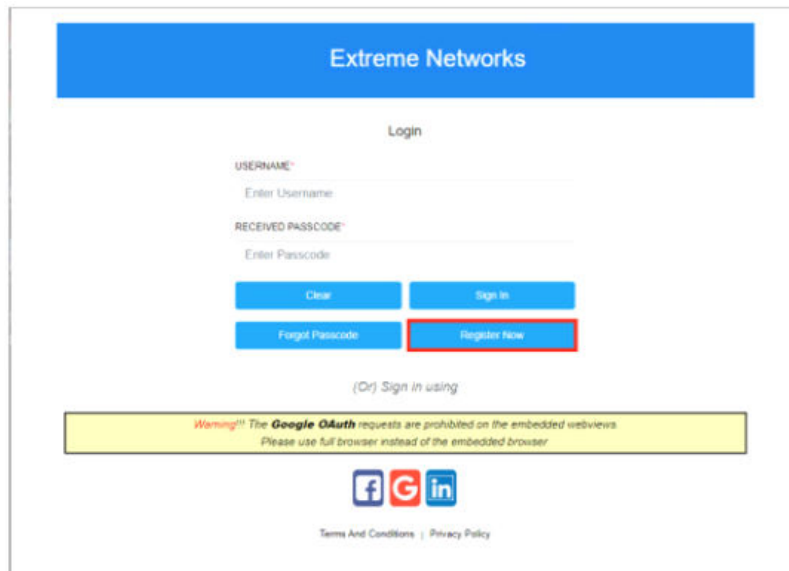 Extreme Networks
Login
USERNAME*
Enter Username
RECEIVED PASSCODE*
Enter Passcode
Clear Sign In
Forgot Passcode Register Now
(Or) Sign in using
Warning!!! The Google OAuth requests are prohibited on the embedded webviews.
Please use full browser instead of the embedded browser
f G in
Terms And Conditions | Privacy Policy